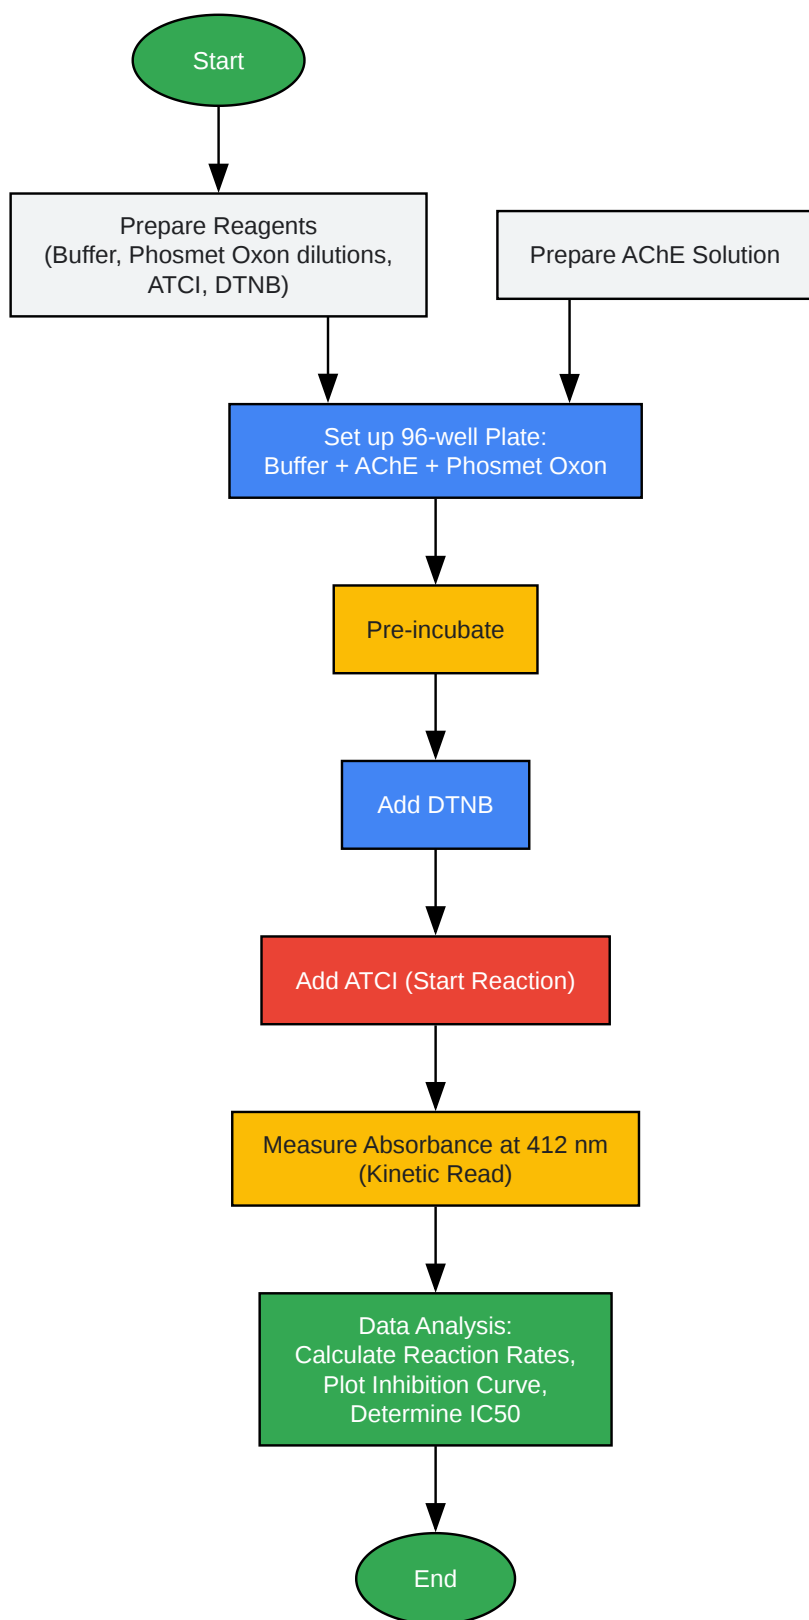 Start
Prepare Reagents
(Buffer, Phosmet Oxon dilutions,
ATCI, DTNB)
Prepare AChE Solution
Set up 96-well Plate:
Buffer + AChE + Phosmet Oxon
Pre-incubate
Add DTNB
Add ATCI (Start Reaction)
Measure Absorbance at 412 nm
(Kinetic Read)
Data Analysis:
Calculate Reaction Rates,
Plot Inhibition Curve,
Determine IC50
End